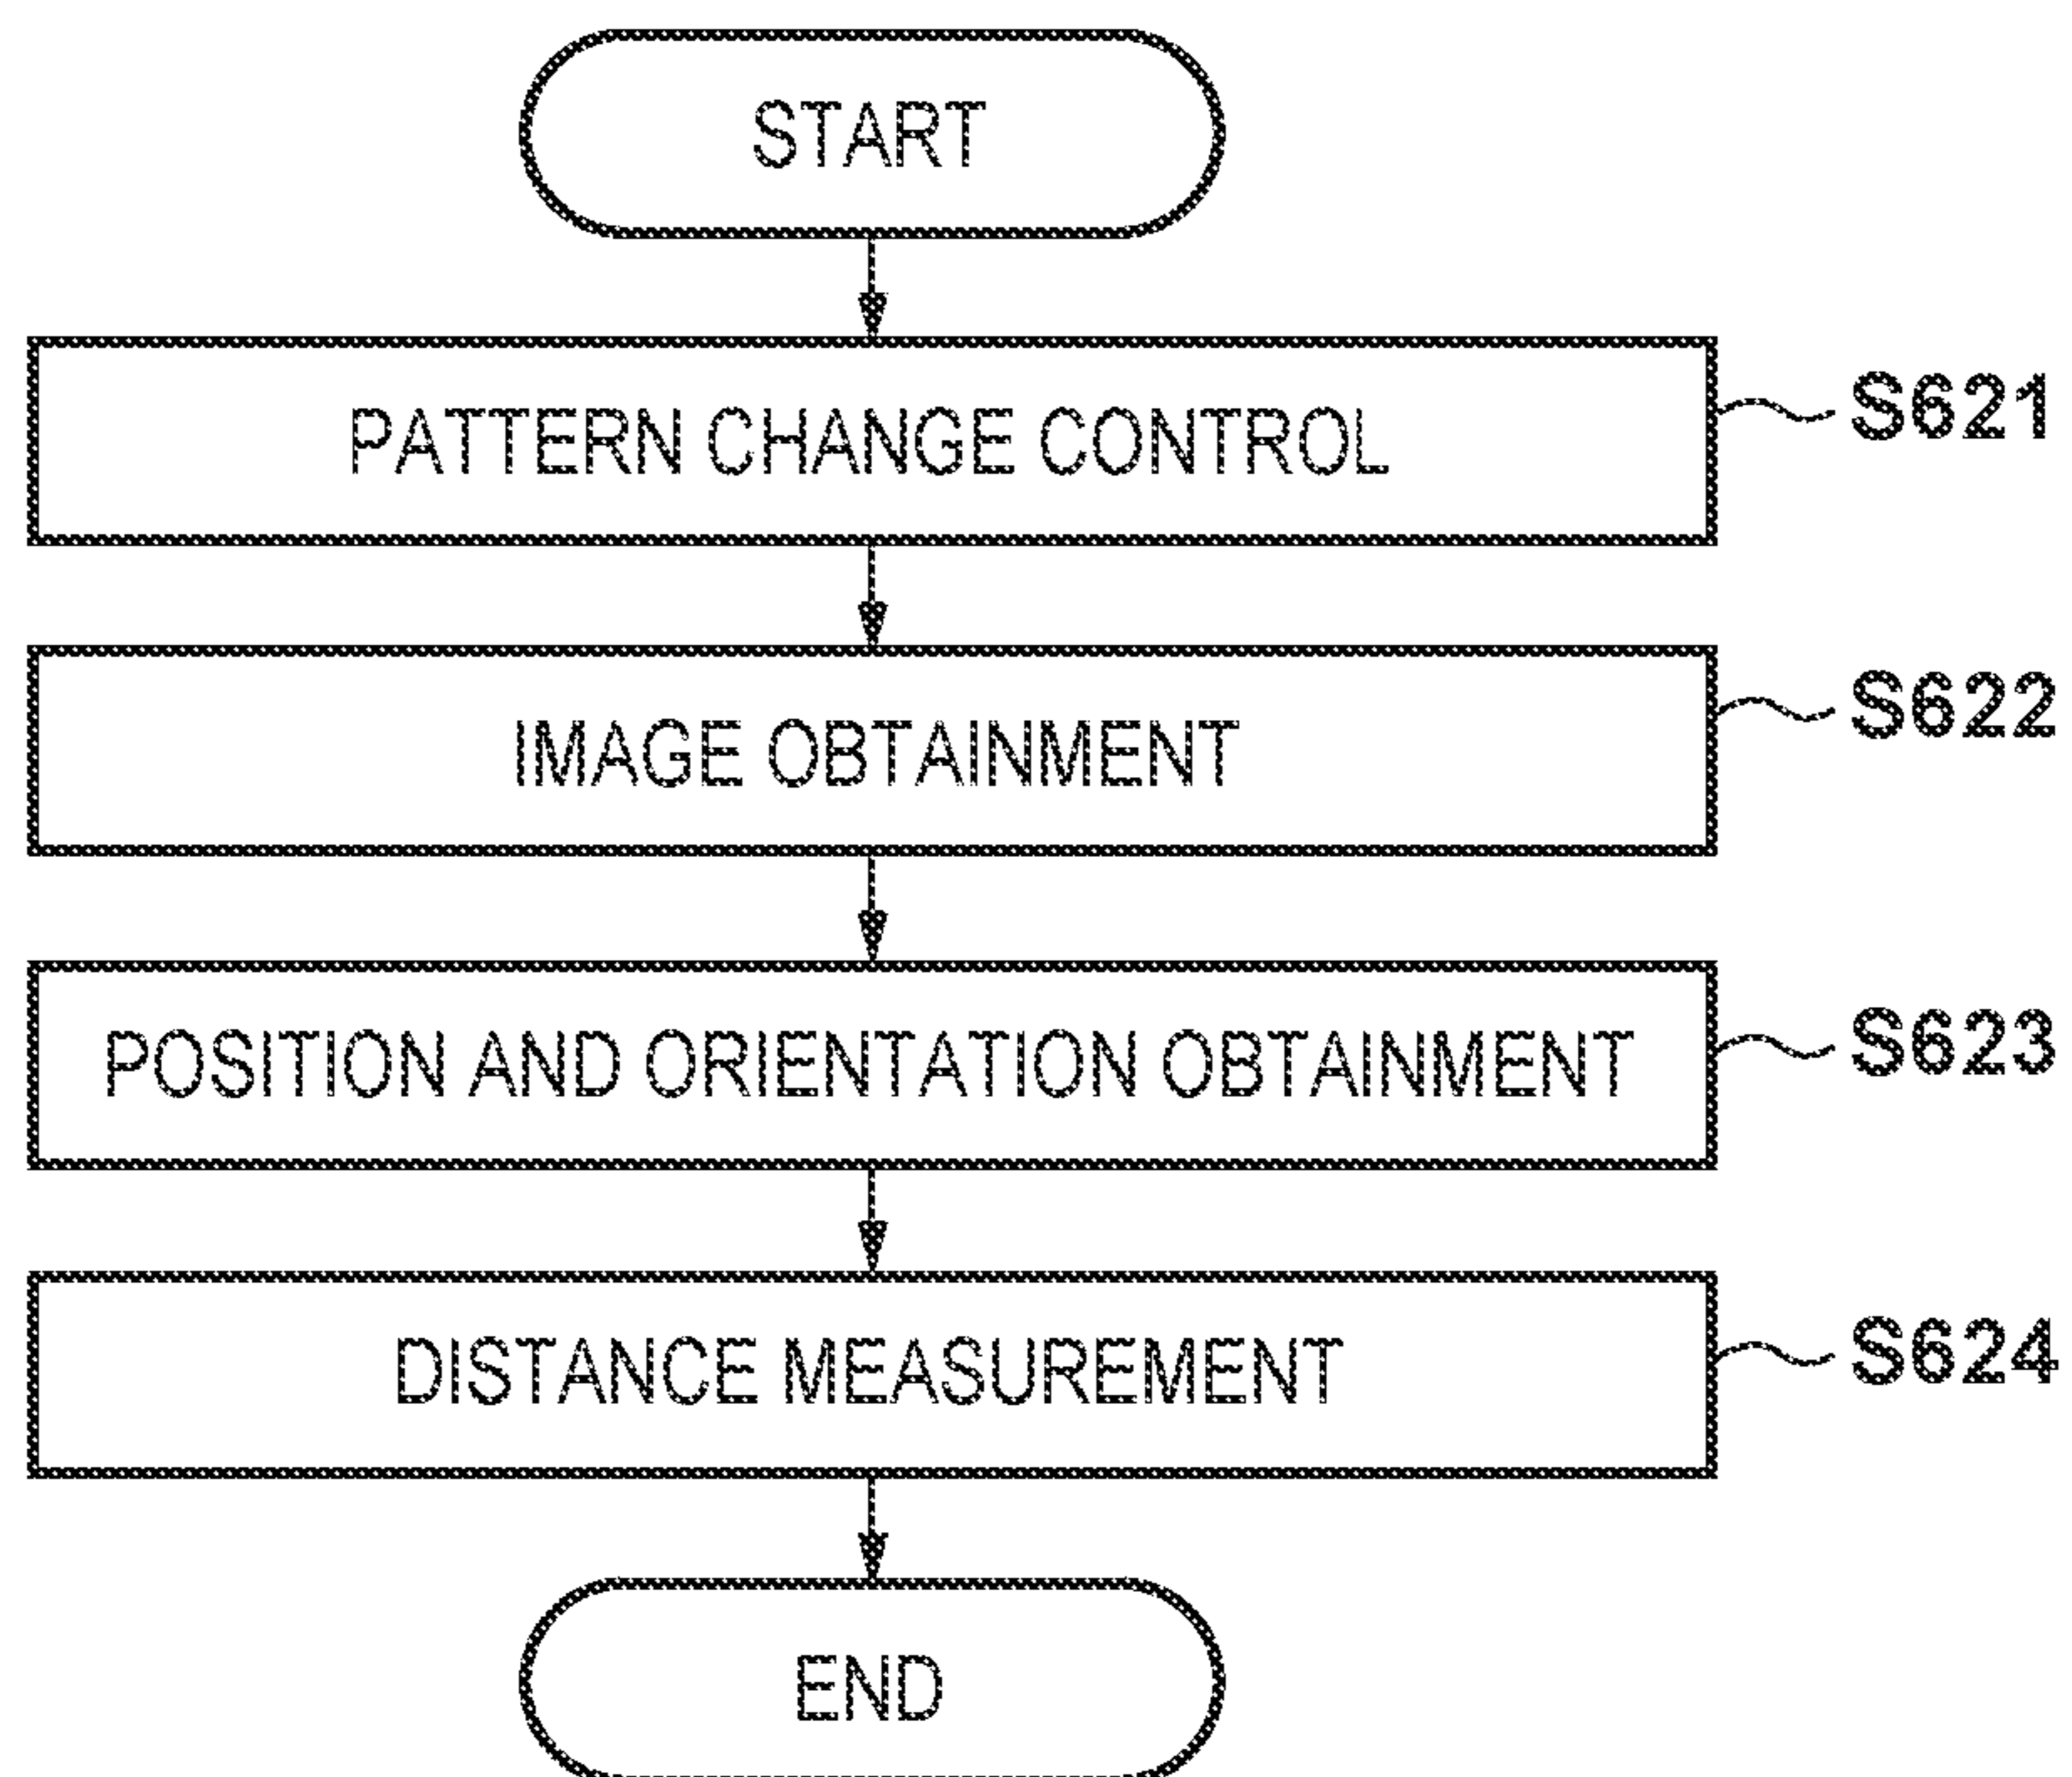 START
PATTERN CHANGE CONTROL
S621
IMAGE OBTAINMENT
S622
POSITION AND ORIENTATION OBTAINMENT
S623
DISTANCE MEASUREMENT
S624
END